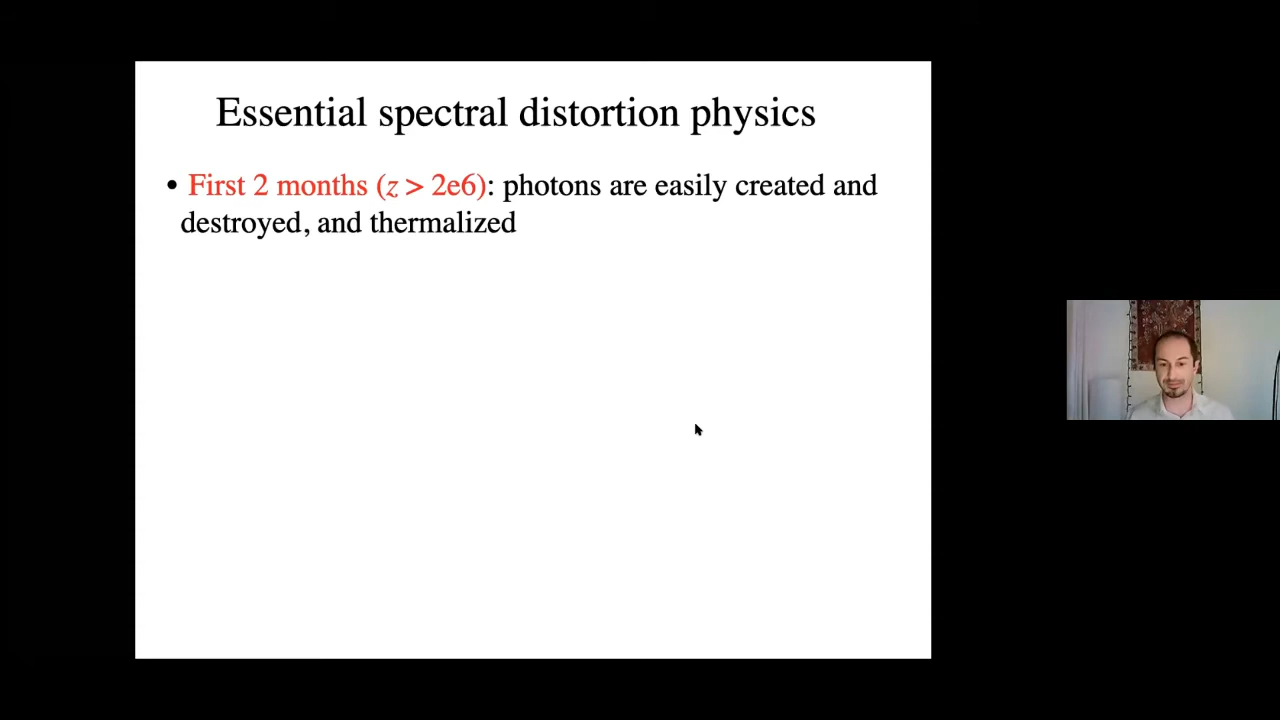 Essential spectral distortion physics
• First 2 months (z > 2e6): photons are easily created and
destroyed, and thermalized